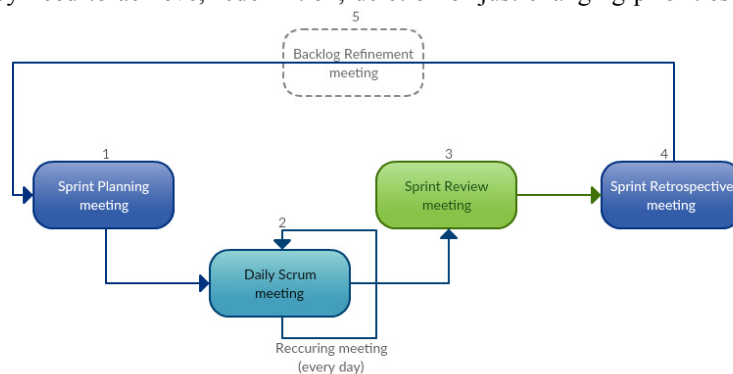 5
Backlog Refinement
meeting
1
Sprint Planning
meeting
2
Daily Scrum
meeting
Reccuring meeting
(every day)
3
Sprint Review
meeting
4
Sprint Retrospective
meeting